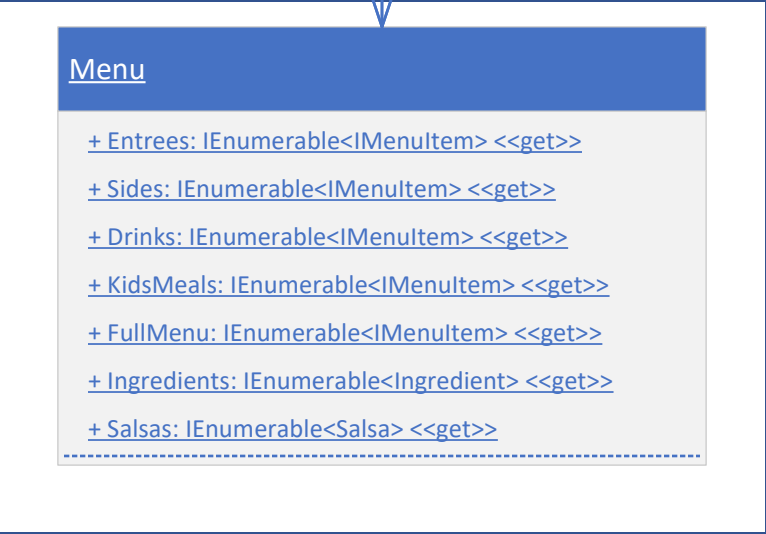 Menu
+ Entrees: IEnumerable<IMenuItem> <<get>>
+ Sides: IEnumerable<IMenuItem> <<get>>
+ Drinks: IEnumerable<IMenuItem> <<get>>
+ KidsMeals: IEnumerable<IMenuItem> <<get>>
+ FullMenu: IEnumerable<IMenuItem> <<get>>
+ Ingredients: IEnumerable<Ingredient> <<get>>
+ Salsas: IEnumerable<Salsa> <<get>>